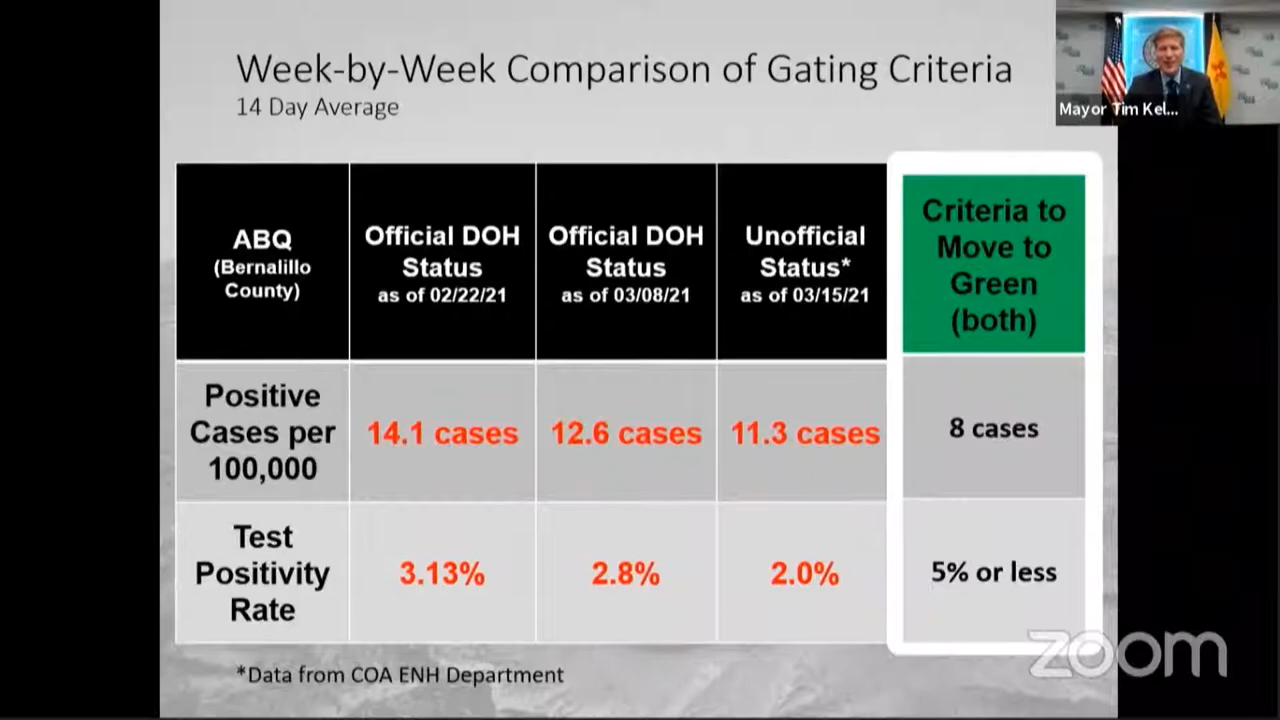 Week-by-Week Comparison of Gating Criteria
14 Day Average
Mayor Tim Kel...
ABQ
(Bernalillo
County)
Official DOH
Status
as of 02/22/21
Official DOH
Status
as of 03/08/21
Unofficial
Status*
as of 03/15/21
Criteria to
Move to
Green
(both)
Positive
Cases per
100,000
14.1 cases
12.6 cases
11.3 cases
8 cases
Test
Positivity
Rate
3.13%
2.8%
2.0%
5% or less
*Data from COA ENH Department
zoom